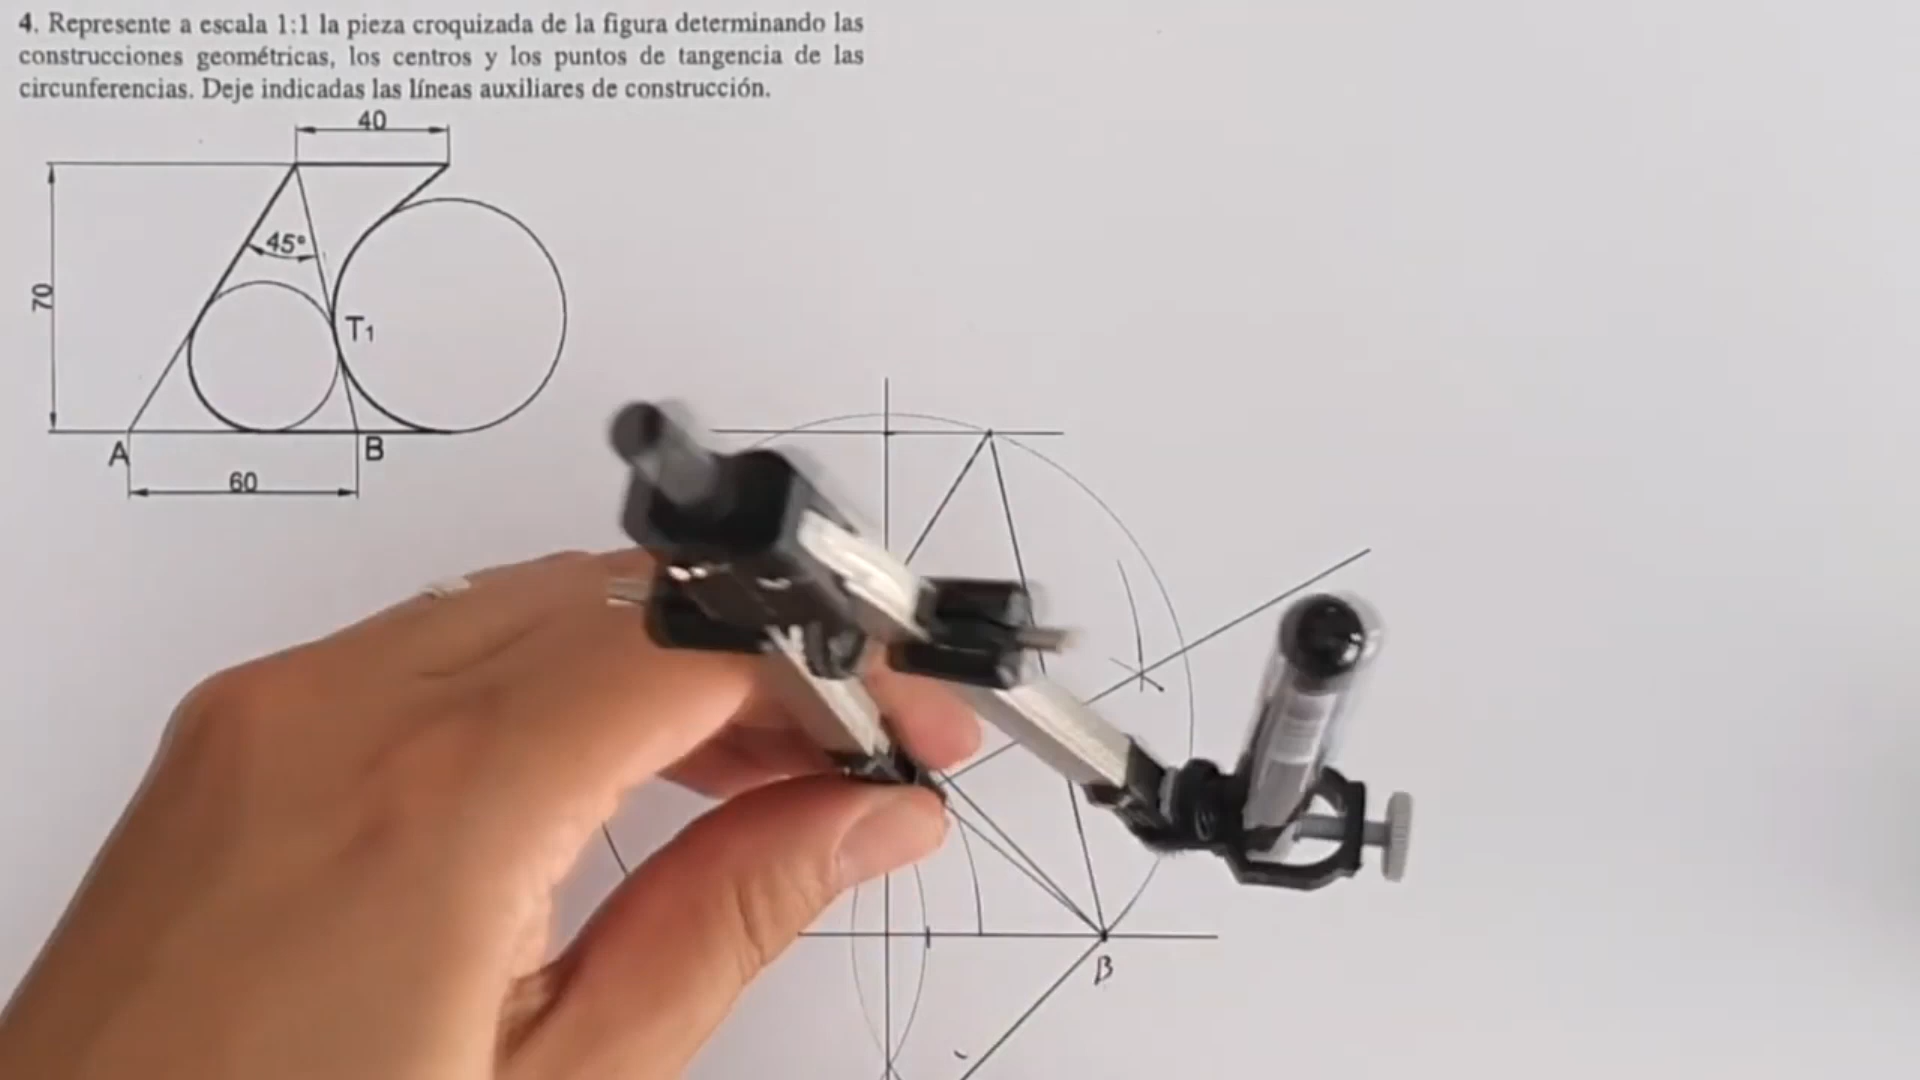 4. Represente a escala 1:1 la pieza croquizada de la figura determinando las
construcciones geométricas, los centros y los puntos de tangencia de las
circunferencias. Deje indicadas las líneas auxiliares de construcción.
40
45°
70
T1
A
B
60
B